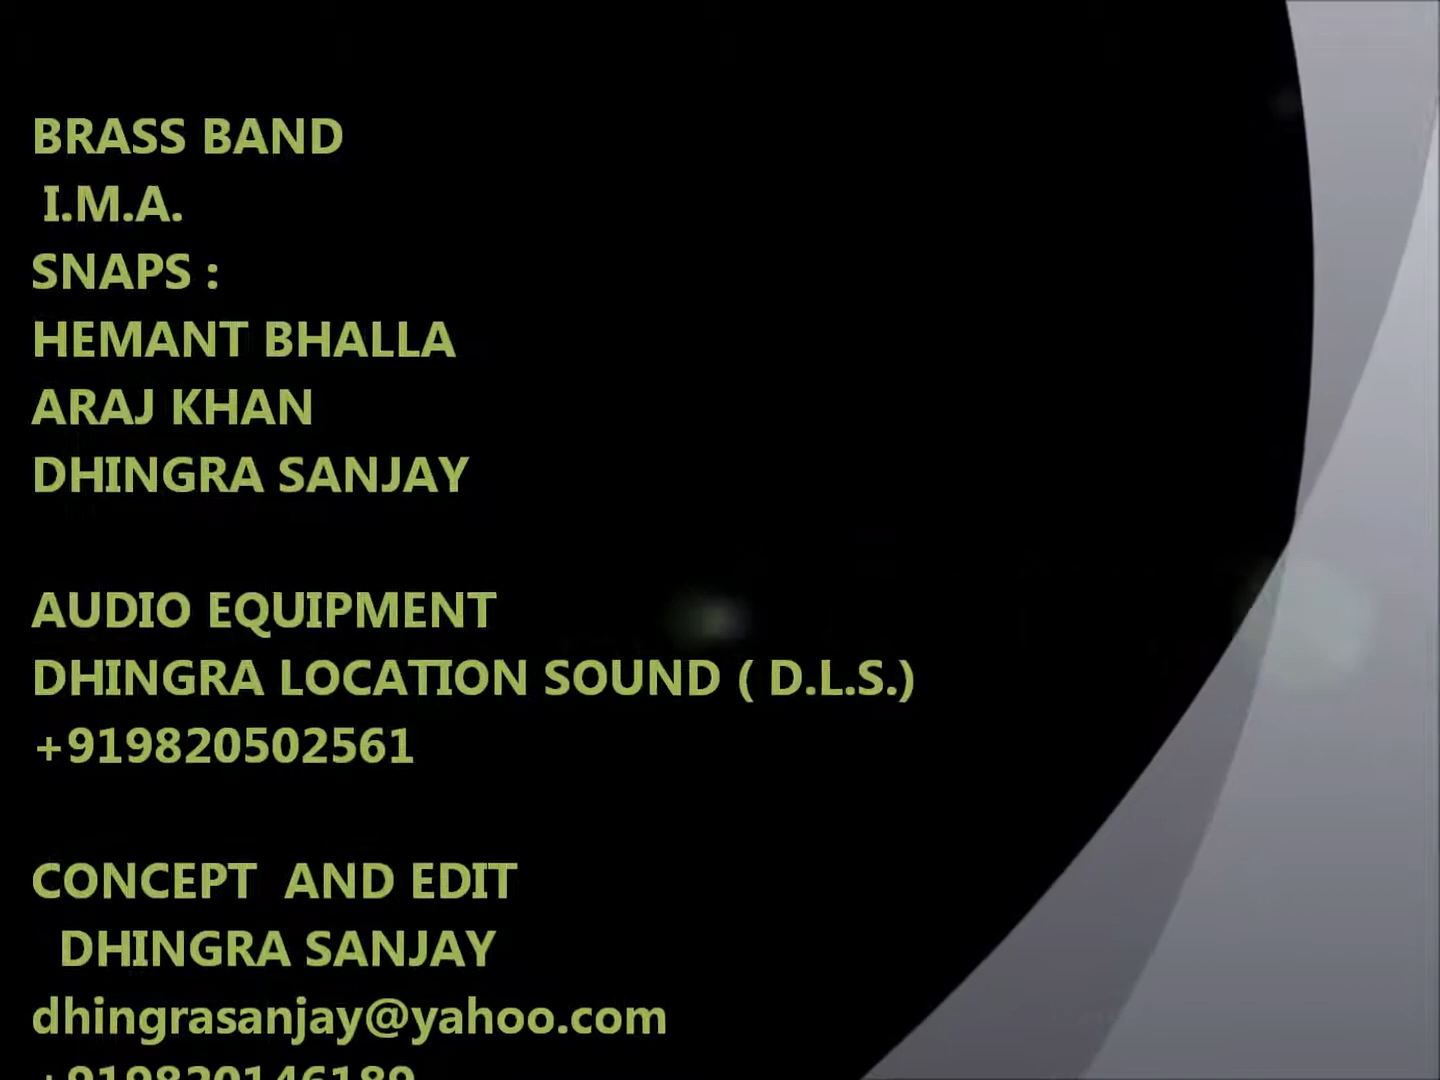 BRASS BAND
I.M.A.
SNAPS :
HEMANT BHALLA
ARAJ KHAN
DHINGRA SANJAY
AUDIO EQUIPMENT
DHINGRA LOCATION SOUND ( D.L.S.)
+919820502561
CONCEPT AND EDIT
DHINGRA SANJAY
dhingrasanjay@yahoo.com
+919820146189